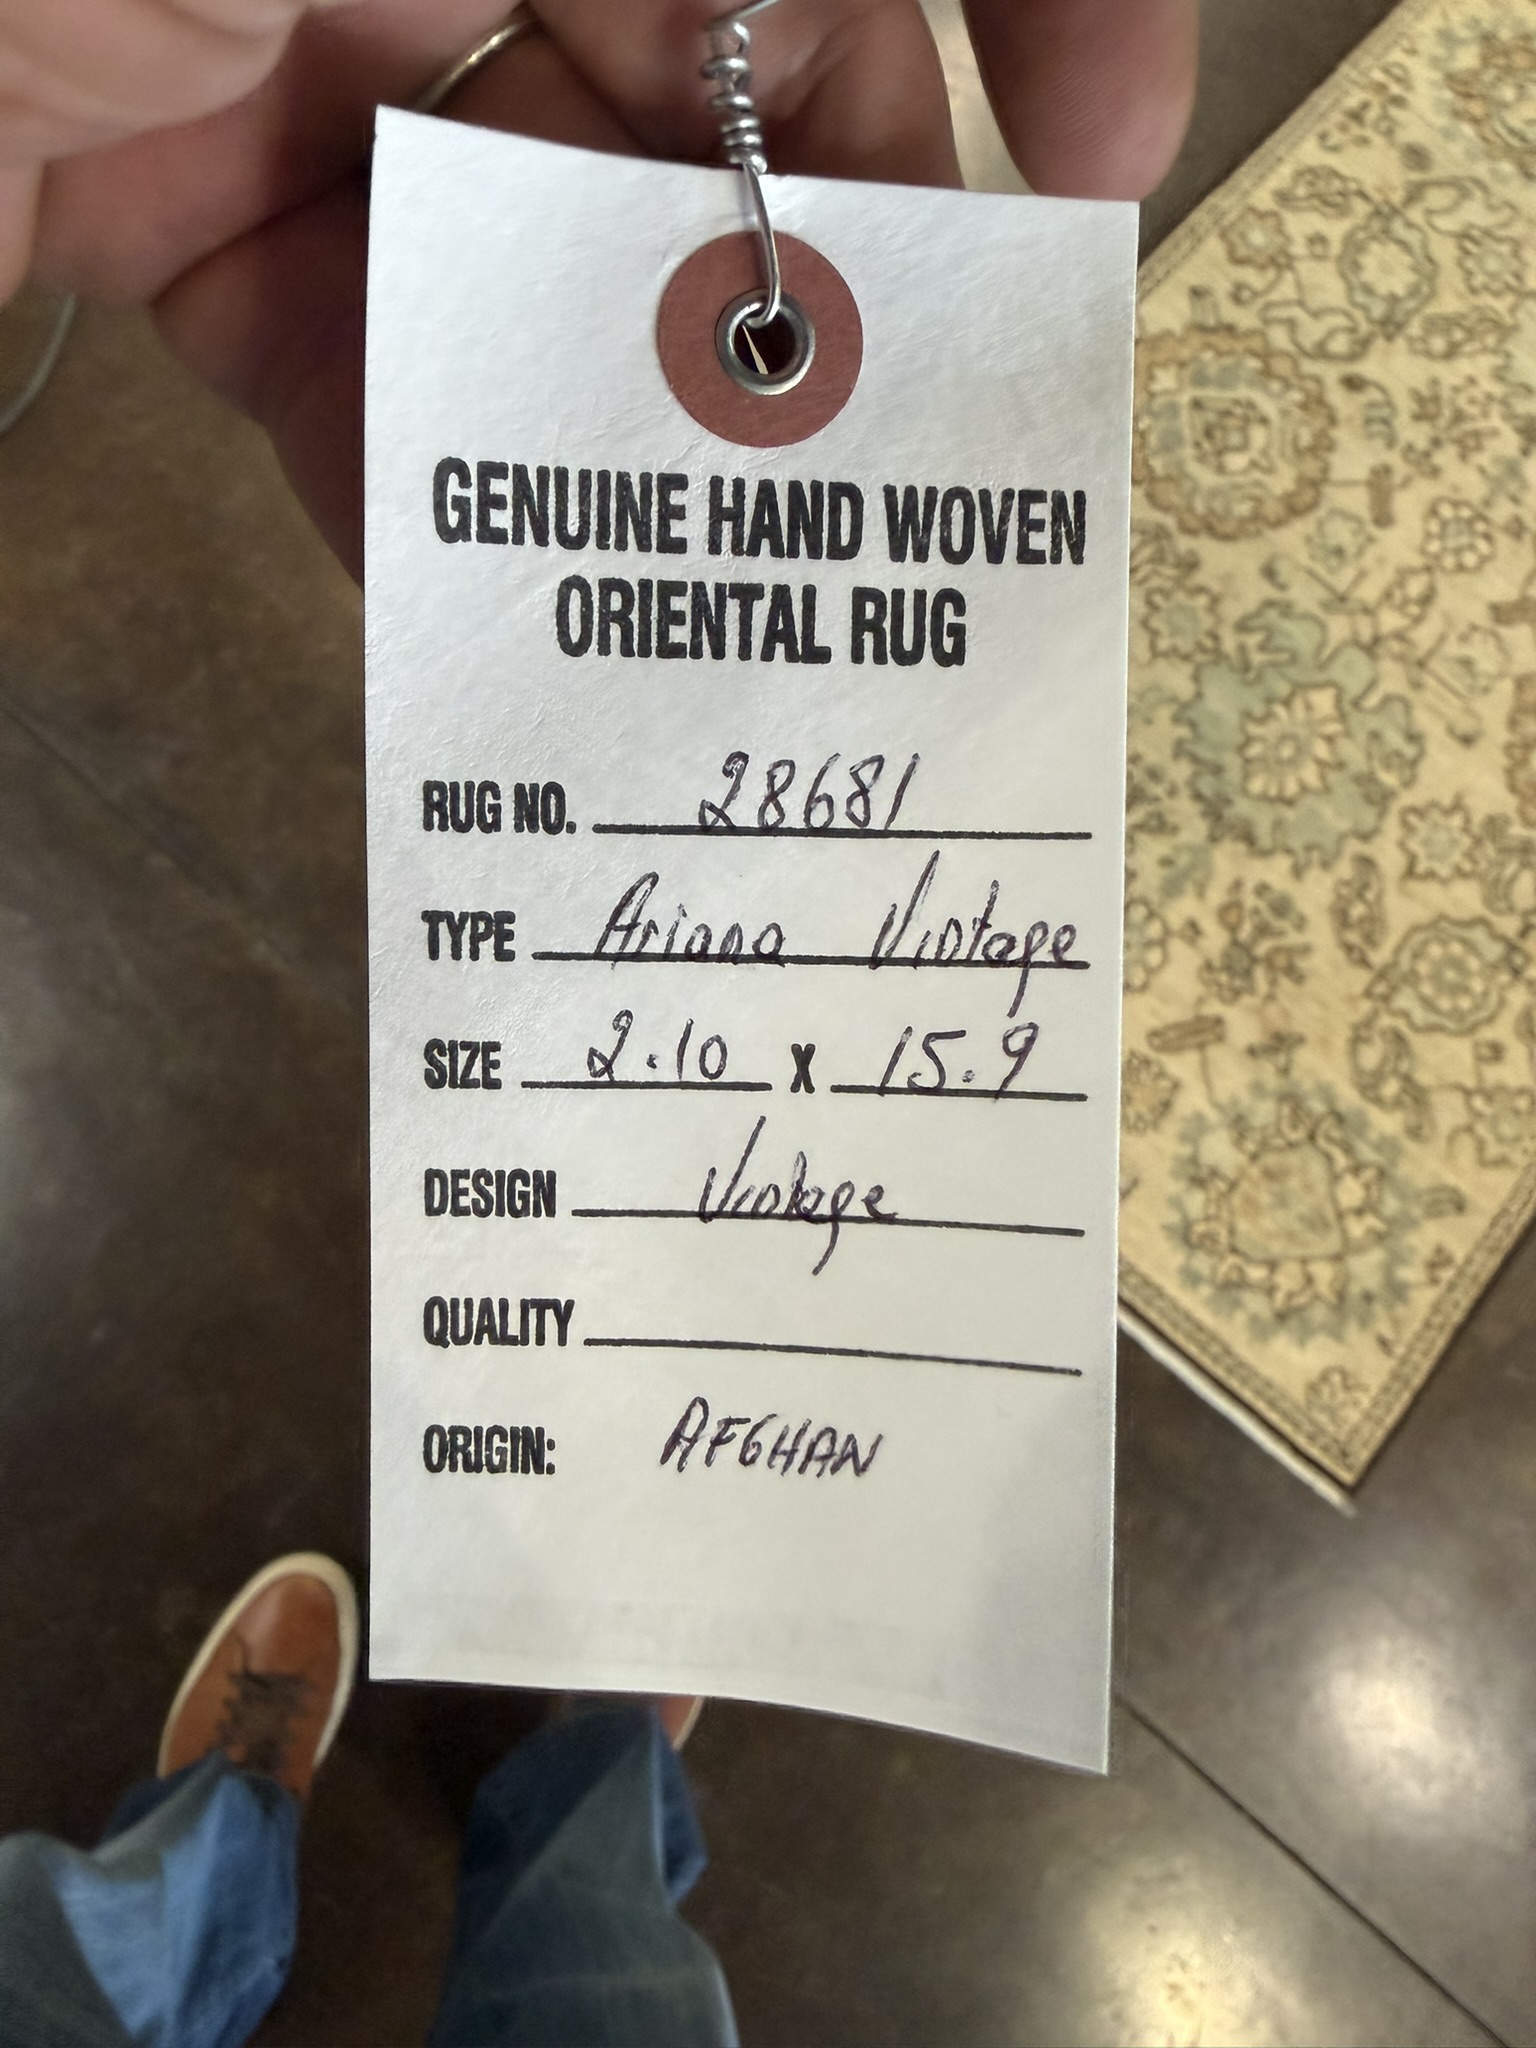 GENUINE HAND WOVEN
ORIENTAL RUG
RUG NO. 28681
TYPE Ariana Vintage
SIZE 2.10 X 15.9
DESIGN Vintage
QUALITY
ORIGIN: AFGHAN